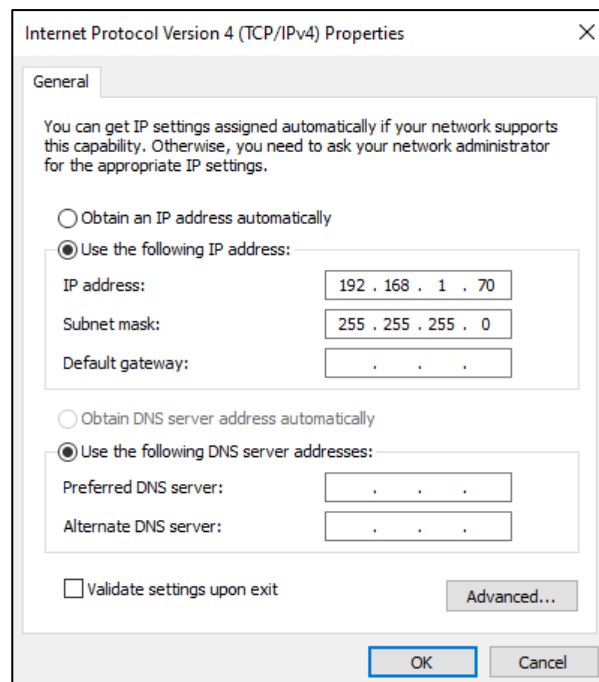 Internet Protocol Version 4 (TCP/IPv4) Properties
General
You can get IP settings assigned automatically if your network supports
this capability. Otherwise, you need to ask your network administrator
for the appropriate IP settings.
Obtain an IP address automatically
Use the following IP address:
IP address: 192 . 168 . 1 . 70
Subnet mask: 255 . 255 . 255 . 0
Default gateway: . . .
Obtain DNS server address automatically
Use the following DNS server addresses:
Preferred DNS server: . . .
Alternate DNS server: . . .
Validate settings upon exit
Advanced...
OK Cancel